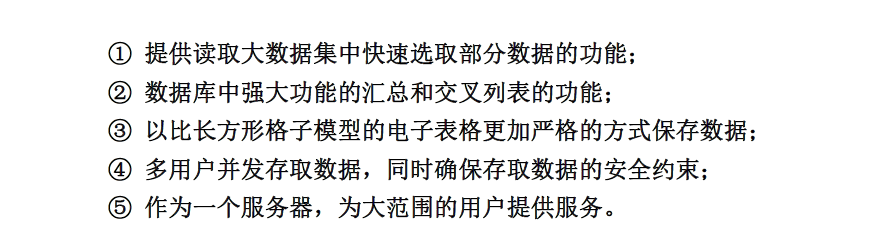 ① 提供读取大数据集中快速选取部分数据的功能；
② 数据库中强大功能的汇总和交叉列表的功能；
③ 以比长方形格子模型的电子表格更加严格的方式保存数据；
④ 多用户并发存取数据，同时确保存取数据的安全约束；
⑤ 作为一个服务器，为大范围的用户提供服务。